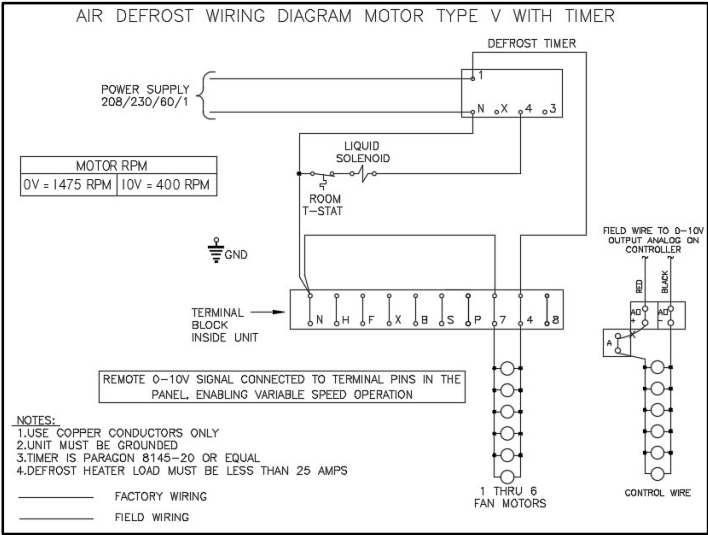 AIR DEFROST WIRING DIAGRAM MOTOR TYPE V WITH TIMER
DEFROST TIMER
1
POWER SUPPLY
208/230/60/1
N X 4 3
LIQUID
SOLENOID
MOTOR RPM
0V = 1475 RPM 10V = 400 RPM
ROOM
T-STAT
FIELD WIRE TO 0-10V
OUTPUT ANALOG ON
CONTROLLER
GND
RED
BLACK
TERMINAL
BLOCK
INSIDE UNIT
N H F X B S P 7 4 8
AO
+
AO
-
A
REMOTE 0-10V SIGNAL CONNECTED TO TERMINAL PINS IN THE
PANEL, ENABLING VARIABLE SPEED OPERATION
NOTES:
1.USE COPPER CONDUCTORS ONLY
2.UNIT MUST BE GROUNDED
3.TIMER IS PARAGON 8145-20 OR EQUAL
4.DEFROST HEATER LOAD MUST BE LESS THAN 25 AMPS
FACTORY WIRING
FIELD WIRING
1 THRU 6
FAN MOTORS
CONTROL WIRE